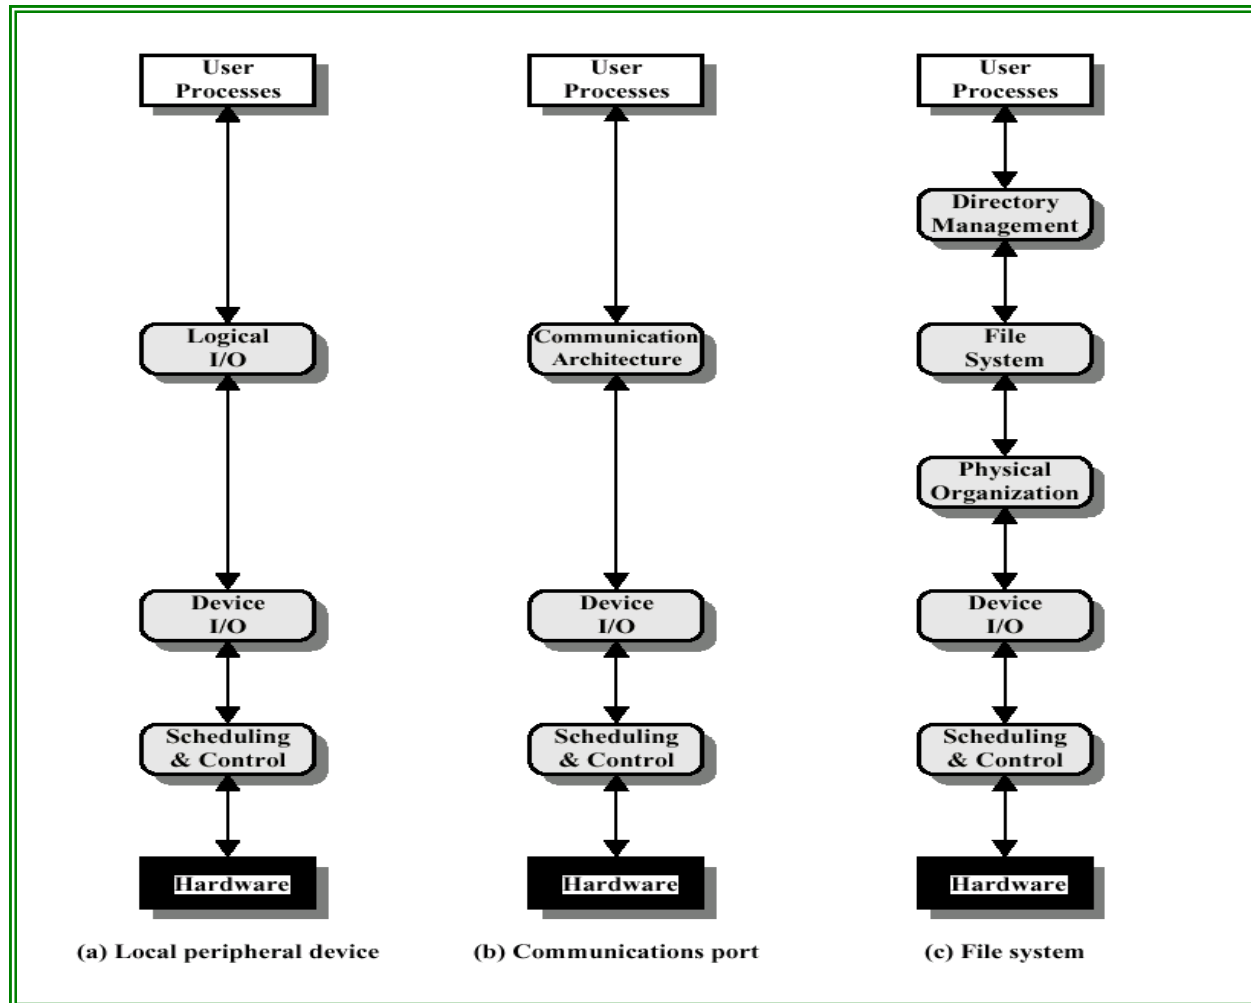 User
Processes
Logical
I/O
Device
I/O
Scheduling
& Control
Hardware
(a) Local peripheral device
User
Processes
Communication
Architecture
Device
I/O
Scheduling
& Control
Hardware
(b) Communications port
User
Processes
Directory
Management
File
System
Physical
Organization
Device
I/O
Scheduling
& Control
Hardware
(c) File system